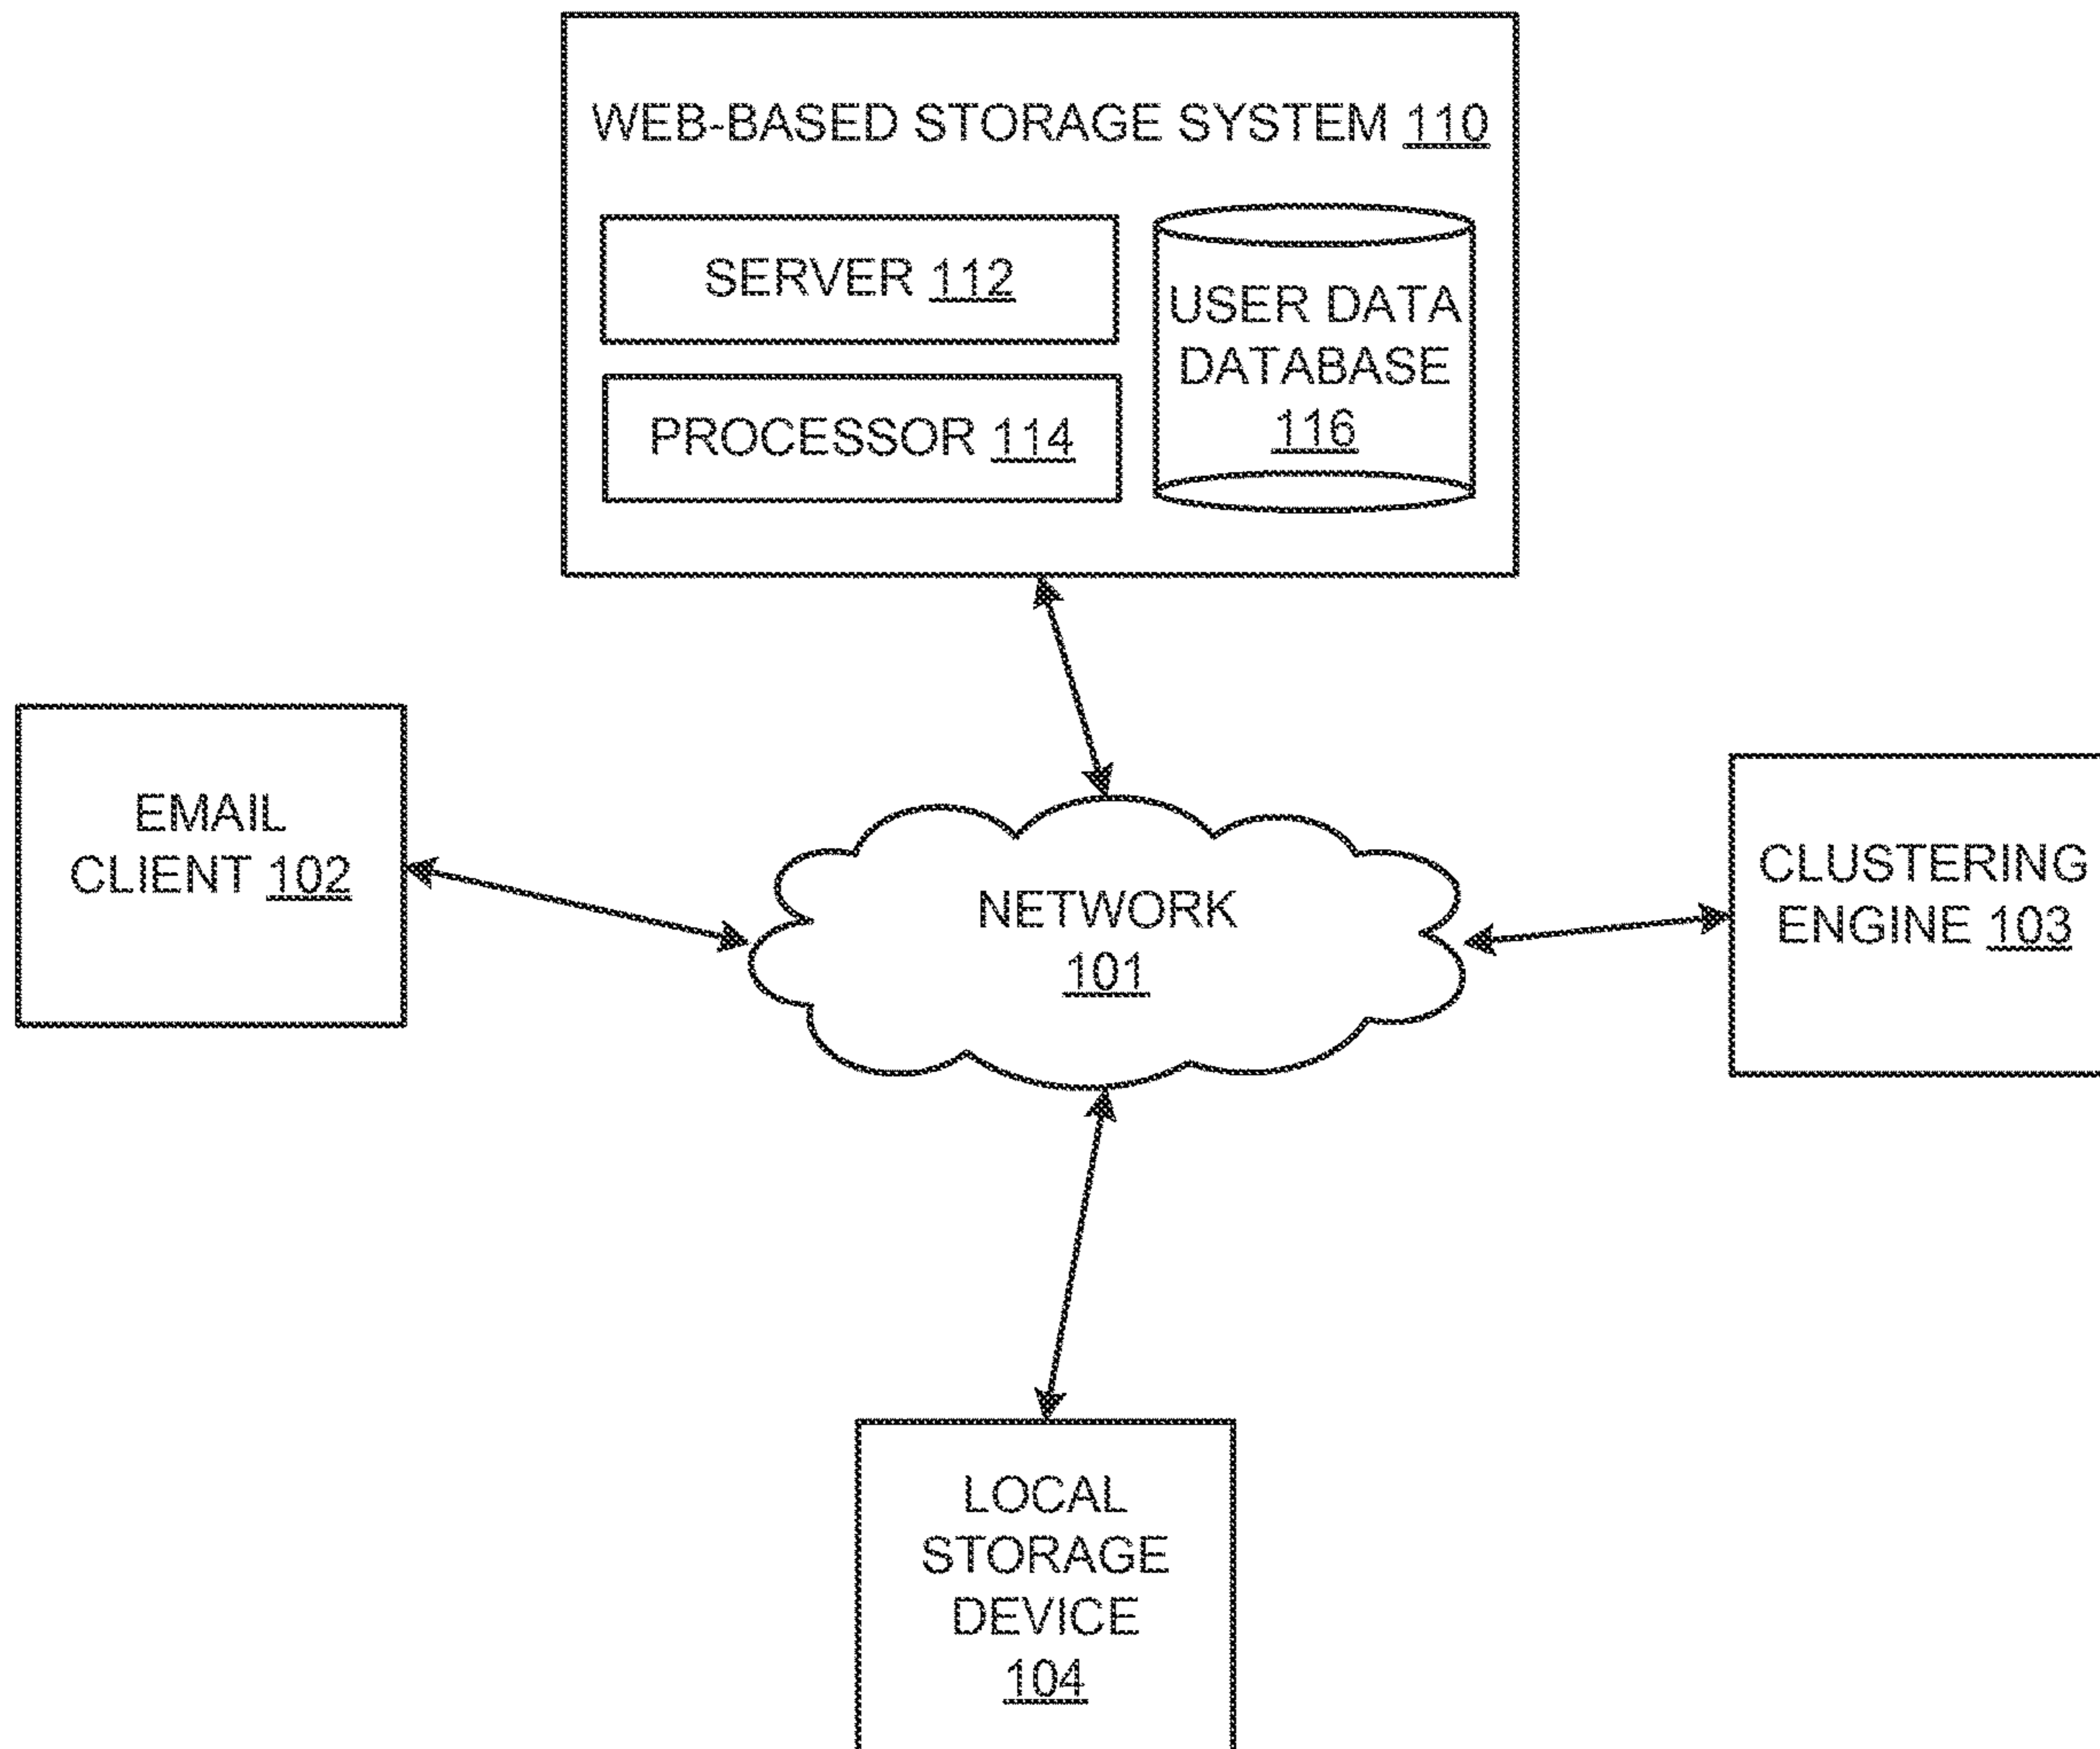 WEB-BASED STORAGE SYSTEM 110
SERVER 112
PROCESSOR 114
USER DATA
DATABASE
116
EMAIL
CLIENT 102
NETWORK
101
CLUSTERING
ENGINE 103
LOCAL
STORAGE
DEVICE
104